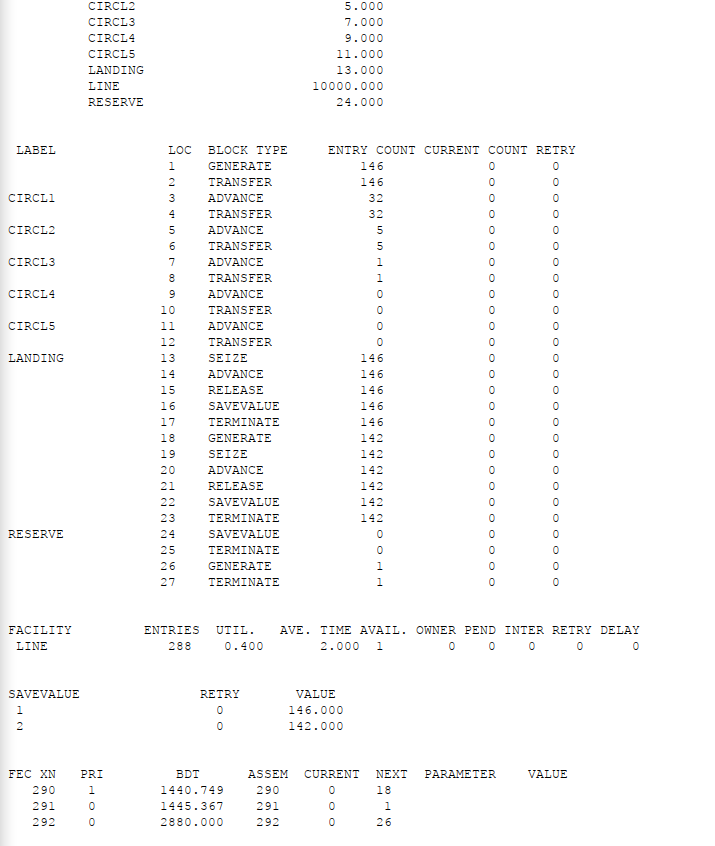 CIRCL2 5.000
CIRCL3 7.000
CIRCL4 9.000
CIRCL5 11.000
LANDING 13.000
LINE 10000.000
RESERVE 24.000
LABEL LOC BLOCK TYPE ENTRY COUNT CURRENT COUNT RETRY
1 GENERATE 146 0 0
2 TRANSFER 146 0 0
CIRCL1 3 ADVANCE 32 0 0
4 TRANSFER 32 0 0
CIRCL2 5 ADVANCE 5 0 0
6 TRANSFER 5 0 0
CIRCL3 7 ADVANCE 1 0 0
8 TRANSFER 1 0 0
CIRCL4 9 ADVANCE 0 0 0
10 TRANSFER 0 0 0
CIRCL5 11 ADVANCE 0 0 0
12 TRANSFER 0 0 0
LANDING 13 SEIZE 146 0 0
14 ADVANCE 146 0 0
15 RELEASE 146 0 0
16 SAVEVALUE 146 0 0
17 TERMINATE 146 0 0
18 GENERATE 142 0 0
19 SEIZE 142 0 0
20 ADVANCE 142 0 0
21 RELEASE 142 0 0
22 SAVEVALUE 142 0 0
23 TERMINATE 142 0 0
RESERVE 24 SAVEVALUE 0 0 0
25 TERMINATE 0 0 0
26 GENERATE 1 0 0
27 TERMINATE 1 0 0
FACILITY ENTRIES UTIL. AVE. TIME AVAIL. OWNER PEND INTER RETRY DELAY
LINE 288 0.400 2.000 1 0 0 0 0 0
SAVEVALUE RETRY VALUE
1 0 146.000
2 0 142.000
FEC XN PRI BDT ASSEM CURRENT NEXT PARAMETER VALUE
290 1 1440.749 290 0 18
291 0 1445.367 291 0 1
292 0 2880.000 292 0 26